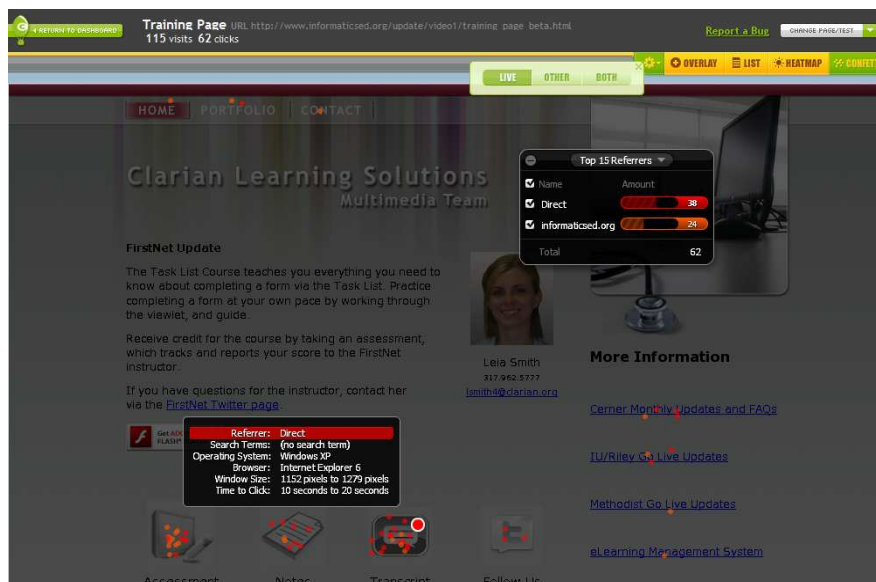 RETURN TO DASHBOARD
Training Page URL http://www.informaticsed.org/update/video1/training_page_beta.html
115 visits 62 clicks
Report a Bug
CHANGE PAGE/TEST
LIVE OTHER BOTH
OVERLAY LIST HEATMAP CONFETTI
HOME PORTFOLIO CONTACT
Clarian Learning Solutions
Multimedia Team
Top 15 Referrers
Name Amount
Direct 38
informaticsed.org 24
Total 62
FirstNet Update
The Task List Course teaches you everything you need to
know about completing a form via the Task List. Practice
completing a form at your own pace by working through
the viewlet, and guide.
Receive credit for the course by taking an assessment,
which tracks and reports your score to the FirstNet
instructor.
If you have questions for the instructor, contact her
via the FirstNet Twitter page.
Leia Smith
317.962.5777
lsmith4@clarian.org
More Information
Cerner Monthly Updates and FAQs
IU/Riley Go Live Updates
Methodist Go Live Updates
eLearning Management System
Get ADO
FLASH*
Referrer: Direct
Search Terms: (no search term)
Operating System: Windows XP
Browser: Internet Explorer 6
Window Size: 1152 pixels to 1279 pixels
Time to Click: 10 seconds to 20 seconds
Assessment Notes Transcript Follow Us